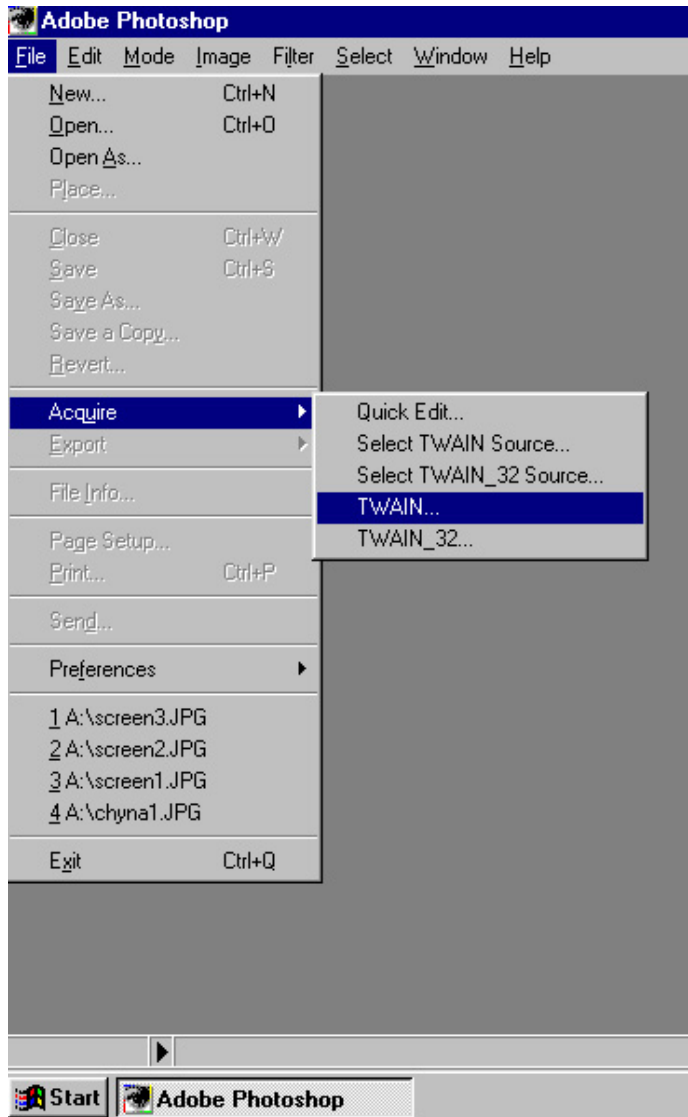 Adobe Photoshop
File Edit Mode Image Filter Select Window Help
New... Ctrl+N
Open... Ctrl+O
Open As...
Place...
Close Ctrl+W
Save Ctrl+S
Save As...
Save a Copy...
Revert...
Acquire
Quick Edit...
Export
Select TWAIN Source...
Select TWAIN_32 Source...
File Info...
TWAIN...
Page Setup...
TWAIN_32...
Print... Ctrl+P
Send...
Preferences
1 A:\screen3.JPG
2 A:\screen2.JPG
3 A:\screen1.JPG
4 A:\chyna1.JPG
Exit Ctrl+Q
Start Adobe Photoshop